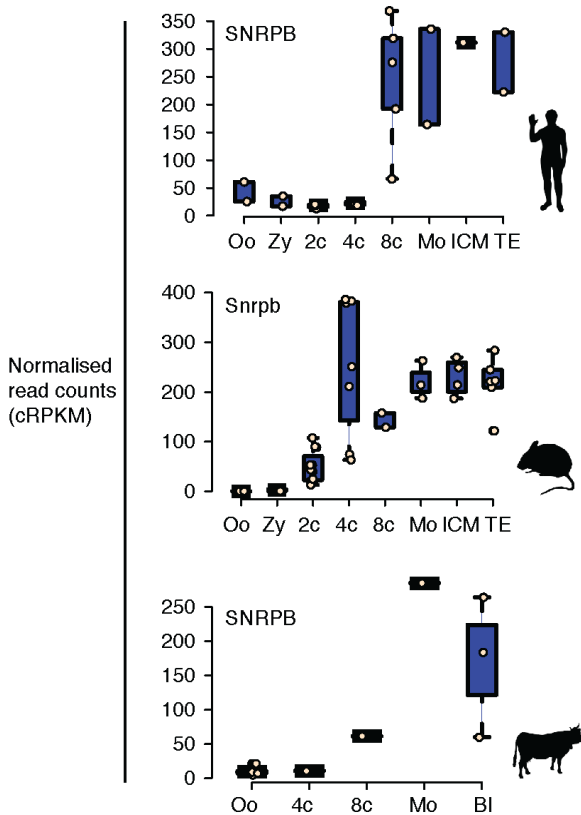 Normalised
read counts
(cRPKM)
SNRPB
350
300
250
200
150
100
50
0
Oo Zy 2c 4c 8c Mo ICM TE
Snrpb
400
300
200
100
0
Oo Zy 2c 4c 8c Mo ICM TE
SNRPB
250
200
150
100
50
0
Oo 4c 8c Mo Bl